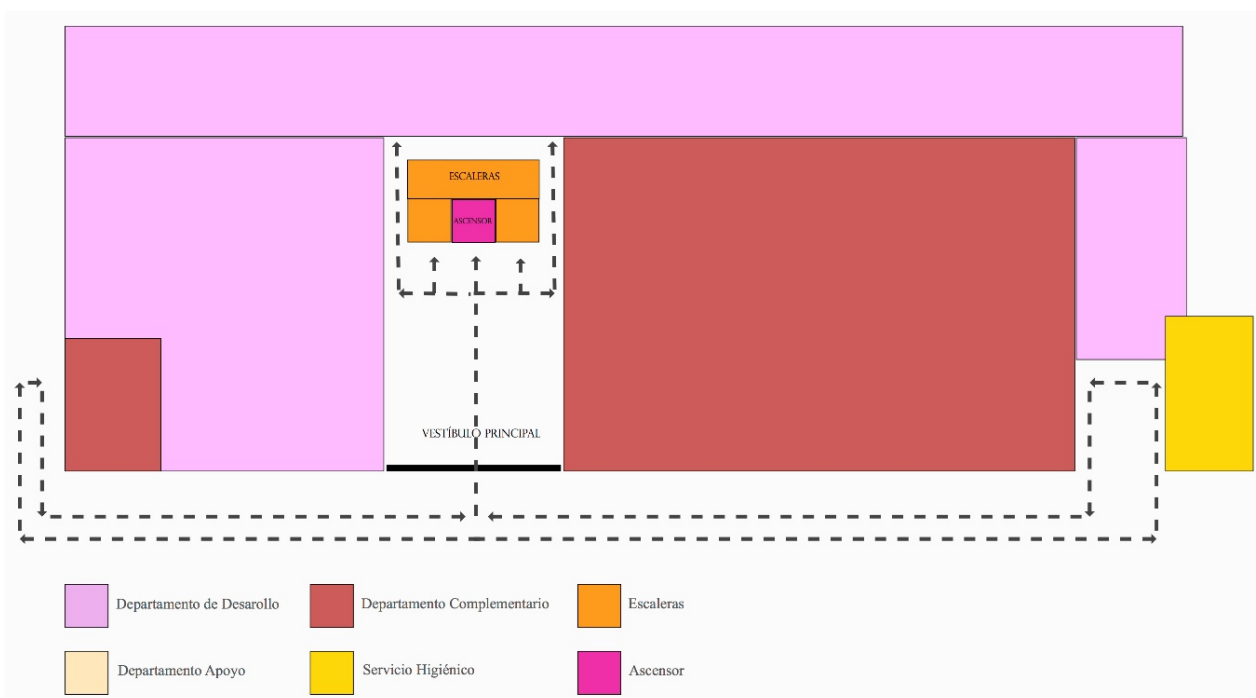 ESCALERAS
ASCENSOR
VESTÍBULO PRINCIPAL
Departamento de Desarollo
Departamento Complementario
Escaleras
Departamento Apoyo
Servicio Higiénico
Ascensor